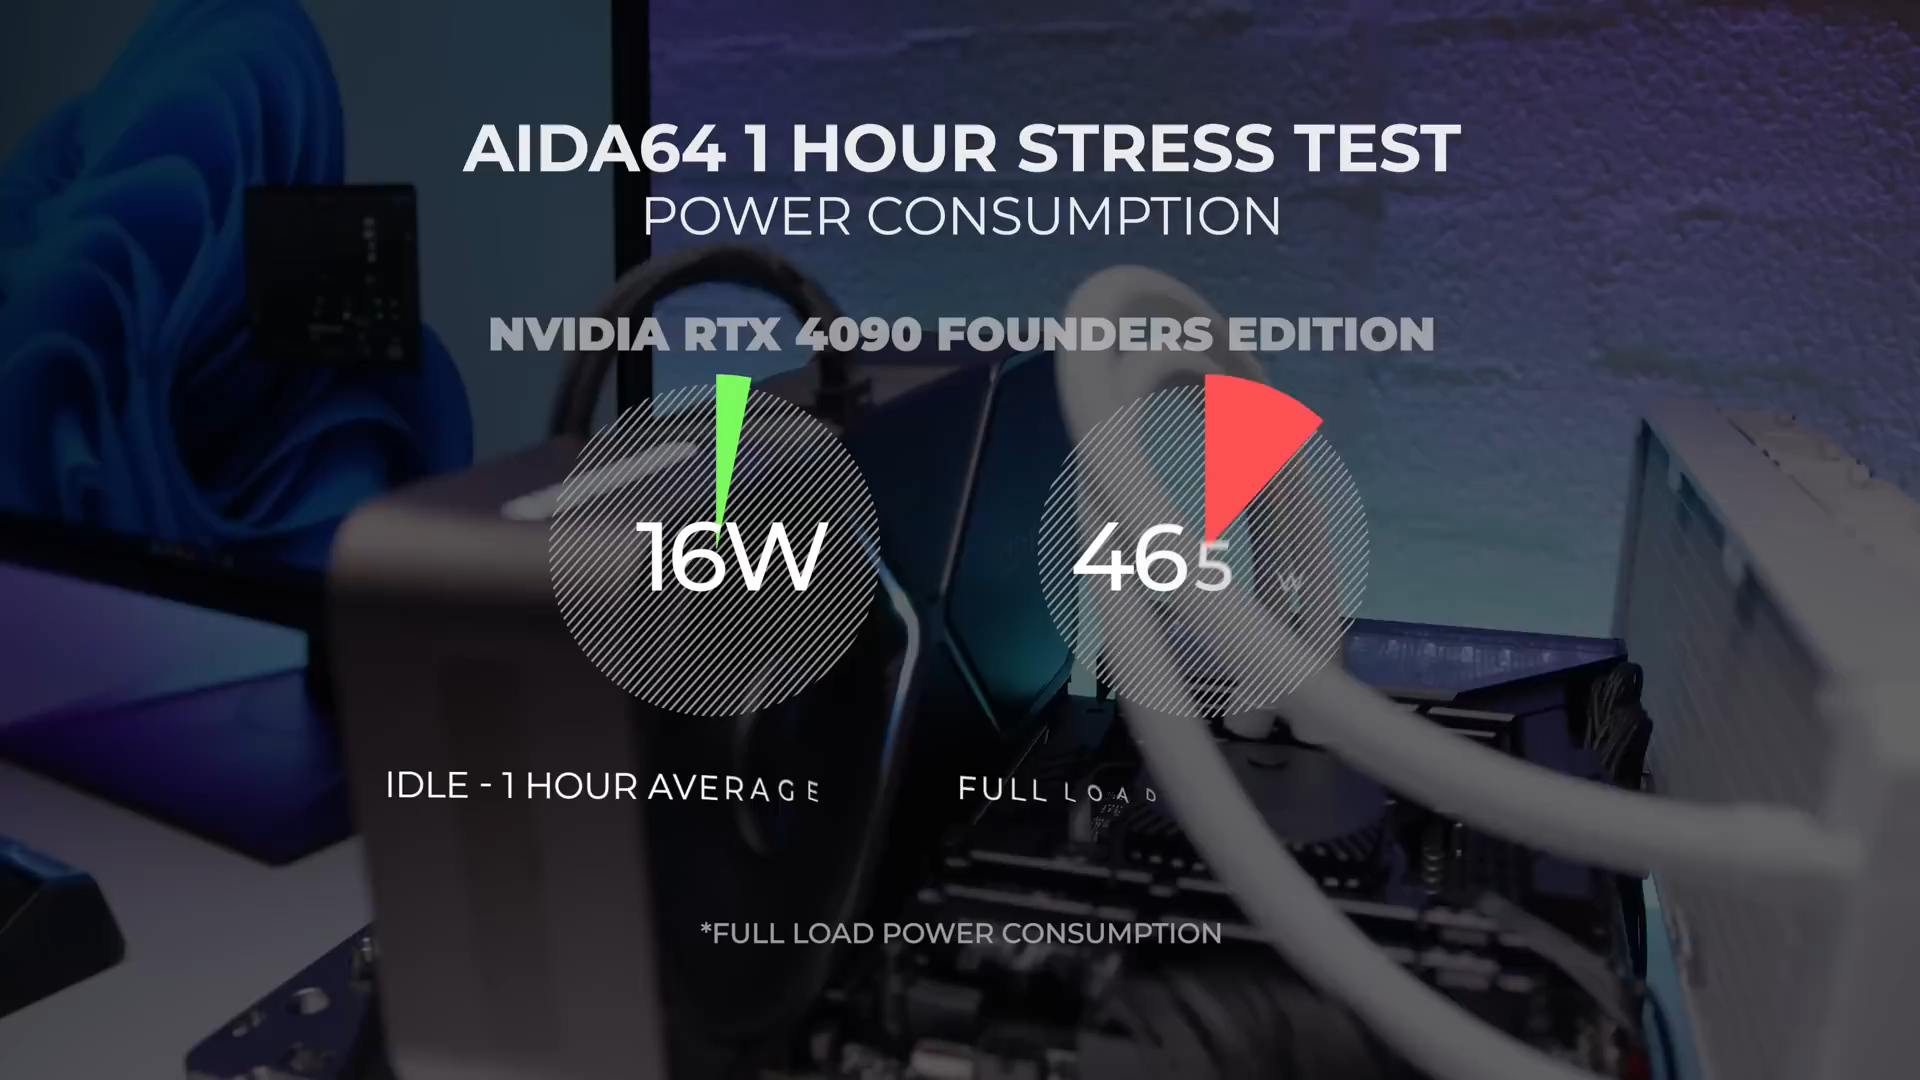 AIDA64 1 HOUR STRESS TEST
POWER CONSUMPTION
NVIDIA RTX 4090 FOUNDERS EDITION
16W
465 W
IDLE - 1 HOUR AVERAGE
FULL LOAD
*FULL LOAD POWER CONSUMPTION